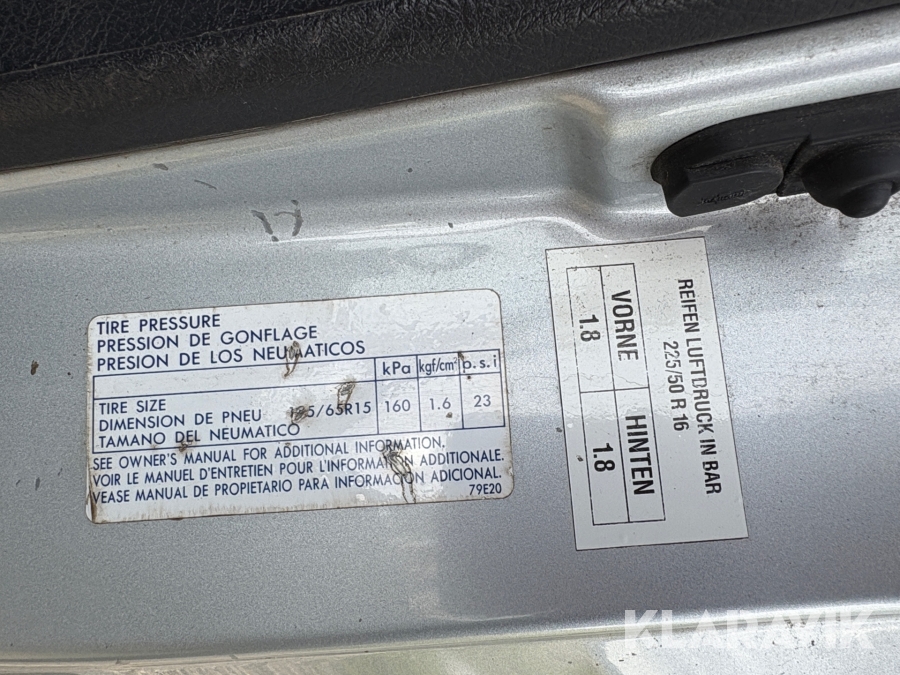 TIRE PRESSURE
PRESSION DE GONFLAGE
PRESION DE LOS NEUMATICOS
kPa kgf/cm² p.s.i
TIRE SIZE
DIMENSION DE PNEU
TAMANO DEL NEUMATICO
/65R15 160 1.6 23
SEE OWNER'S MANUAL FOR ADDITIONAL INFORMATION.
VOIR LE MANUEL D'ENTRETIEN POUR L'INFORMATION ADDITIONALE.
VEASE MANUAL DE PROPIETARIO PARA INFORMACIÓN ADICIONAL.
79E20
REIFEN LUFTDRUCK IN BAR
225/50 R 16
VORNE HINTEN
1.8 1.8
KLARAVIK